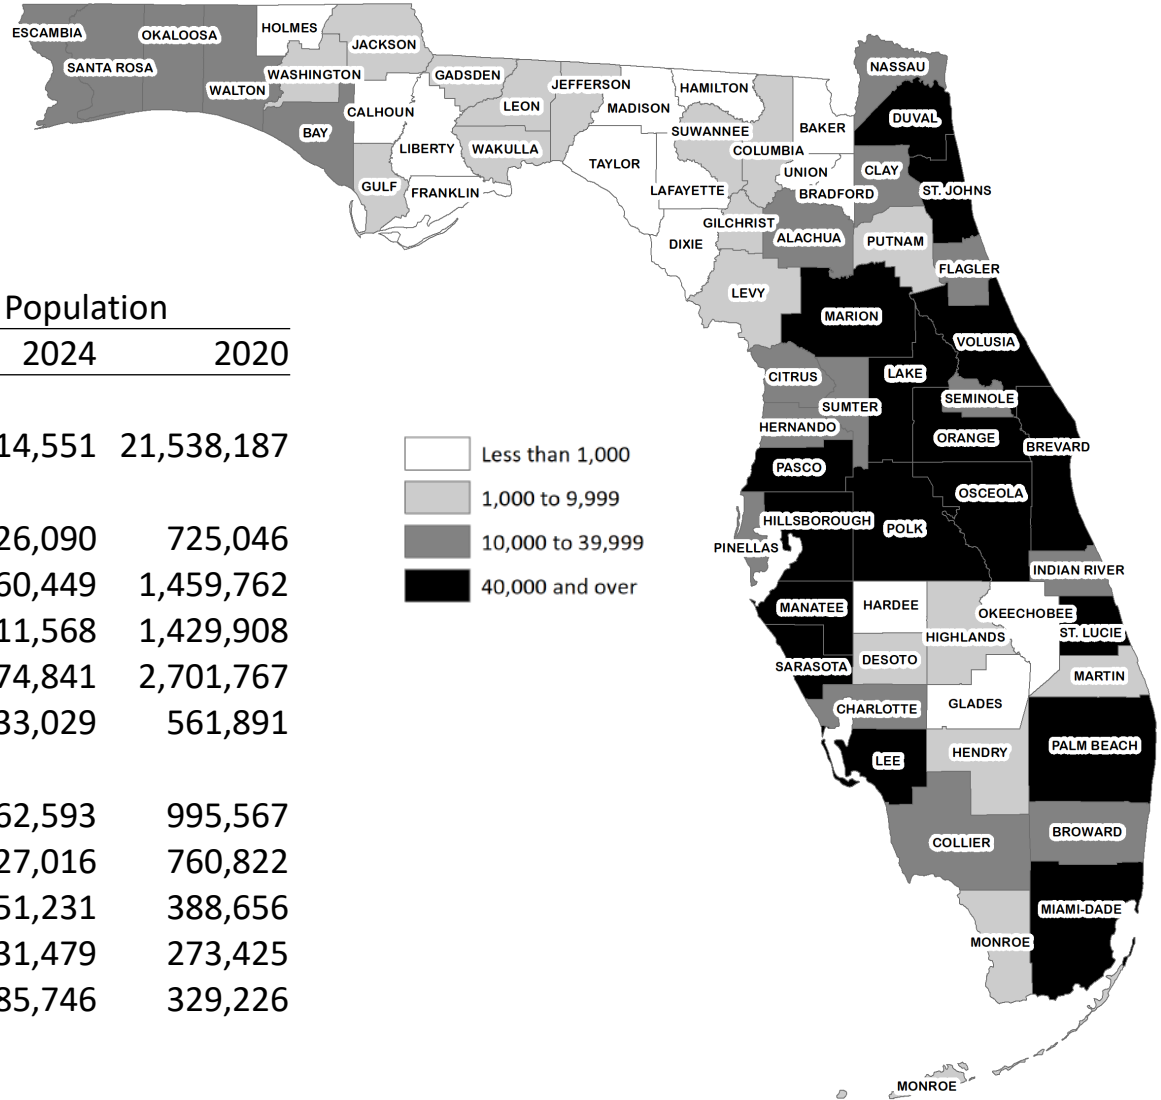 Population
2024 2020
14,551 21,538,187
26,090 725,046
60,449 1,459,762
11,568 1,429,908
74,841 2,701,767
33,029 561,891
62,593 995,567
27,016 760,822
51,231 388,656
31,479 273,425
85,746 329,226
Less than 1,000
1,000 to 9,999
10,000 to 39,999
40,000 and over
ESCAMBIA
SANTA ROSA
OKALOOSA
WALTON
HOLMES
WASHINGTON
BAY
JACKSON
CALHOUN
GULF
LIBERTY
FRANKLIN
GADSDEN
LEON
WAKULLA
JEFFERSON
MADISON
TAYLOR
HAMILTON
SUWANNEE
LAFAYETTE
DIXIE
COLUMBIA
GILCHRIST
LEVY
BAKER
UNION
BRADFORD
ALACHUA
NASSAU
DUVAL
CLAY
ST. JOHNS
PUTNAM
FLAGLER
MARION
VOLUSIA
CITRUS
LAKE
SUMTER
SEMINOLE
HERNANDO
ORANGE
BREVARD
PASCO
OSCEOLA
HILLSBOROUGH
POLK
PINELLAS
INDIAN RIVER
MANATEE
HARDEE
OKEECHOBEE
HIGHLANDS
ST. LUCIE
SARASOTA
DESOTO
MARTIN
CHARLOTTE
GLADES
LEE
HENDRY
PALM BEACH
COLLIER
BROWARD
MIAMI-DADE
MONROE
MONROE